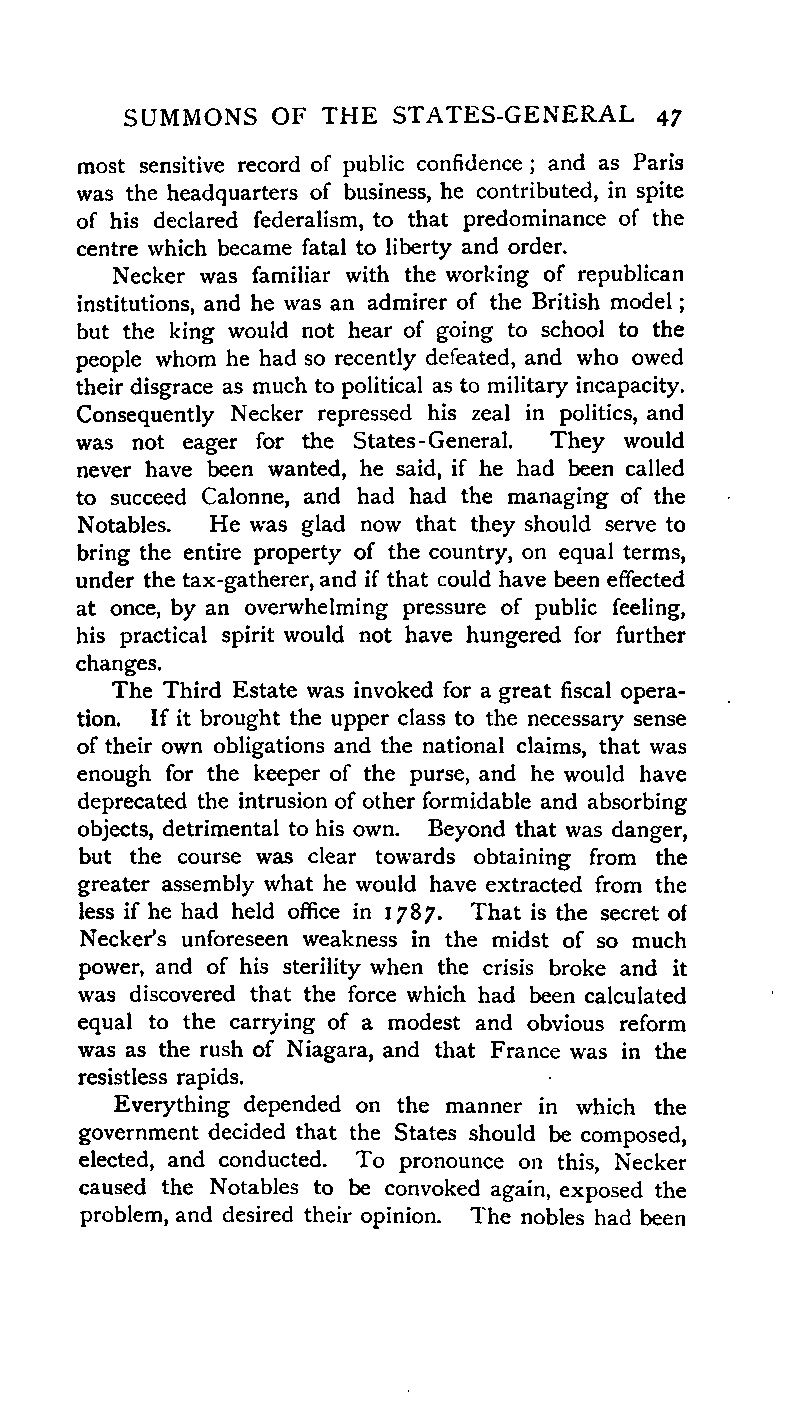 SUMMONS OF THE STATES-GENERAL 47
most sensitive record of public confidence ; and as Paris
was the headquarters of business, he contributed, in spite
of his declared federalism, to that predominance of the
centre which became fatal to liberty and order.
Necker was familiar with the working of republican
institutions, and he was an admirer of the British model ;
but the king would not hear of going to school to the
people whom he had so recently defeated, and who owed
their disgrace as much to political as to military incapacity.
Consequently Necker repressed his zeal in politics, and
was not eager for the States-General. They would
never have been wanted, he said, if he had been called
to succeed Calonne, and had had the managing of the
Notables. He was glad now that they should serve to
bring the entire property of the country, on equal terms,
under the tax-gatherer, and if that could have been effected
at once, by an overwhelming pressure of public feeling,
his practical spirit would not have hungered for further
changes.
The Third Estate was invoked for a great fiscal opera-
tion. If it brought the upper class to the necessary sense
of their own obligations and the national claims, that was
enough for the keeper of the purse, and he would have
deprecated the intrusion of other formidable and absorbing
objects, detrimental to his own. Beyond that was danger,
but the course was clear towards obtaining from the
greater assembly what he would have extracted from the
less if he had held office in 1787. That is the secret of
Necker's unforeseen weakness in the midst of so much
power, and of his sterility when the crisis broke and it
was discovered that the force which had been calculated
equal to the carrying of a modest and obvious reform
was as the rush of Niagara, and that France was in the
resistless rapids.
Everything depended on the manner in which the
government decided that the States should be composed,
elected, and conducted. To pronounce on this, Necker
caused the Notables to be convoked again, exposed the
problem, and desired their opinion. The nobles had been